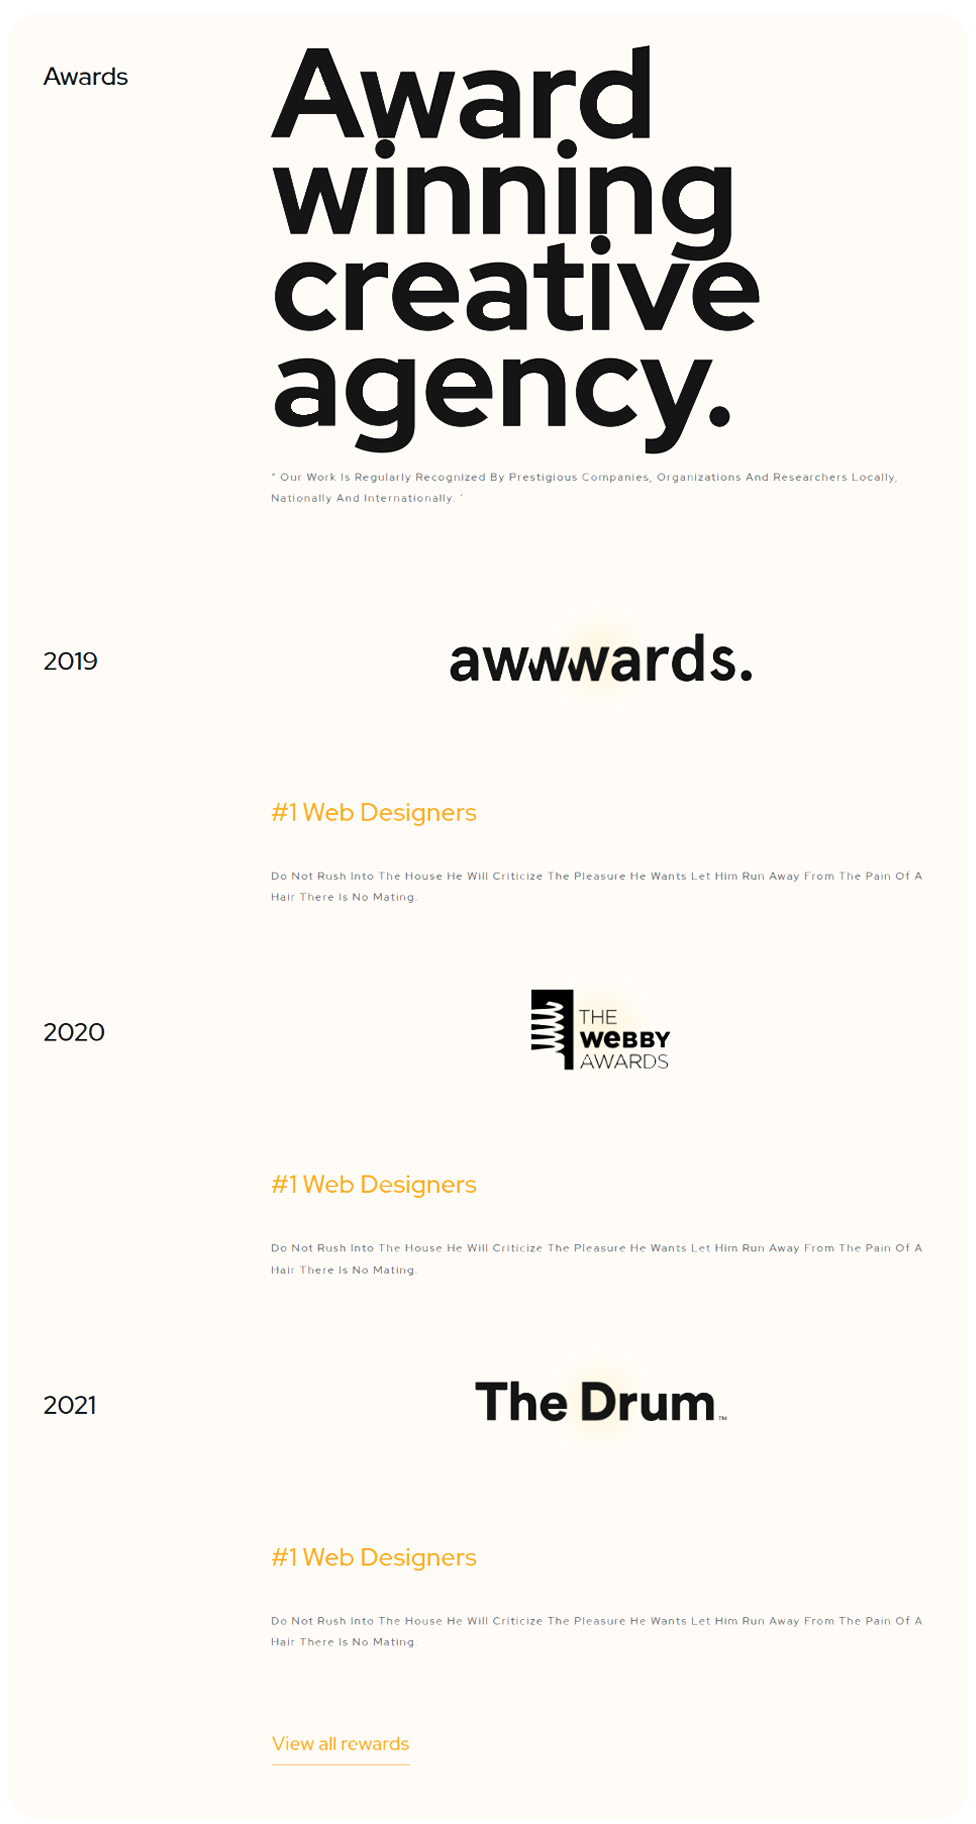 Awards
Award
winning
creative
agency.
" Our Work Is Regularly Recognized By Prestigious Companies, Organizations And Researchers Locally,
Nationally And Internationally. '
2019
awwwards.
#1 Web Designers
Do Not Rush Into The House He Will Criticize The Pleasure He Wants Let Him Run Away From The Pain Of A
Hair There Is No Mating.
2020
THE
WeBBY
AWARDS
#1 Web Designers
Do Not Rush Into The House He Will Criticize The Pleasure He Wants Let Him Run Away From The Pain Of A
Hair There Is No Mating.
2021
The Drum™
#1 Web Designers
Do Not Rush Into The House He Will Criticize The Pleasure He Wants Let Him Run Away From The Pain Of A
Hair There Is No Mating.
View all rewards